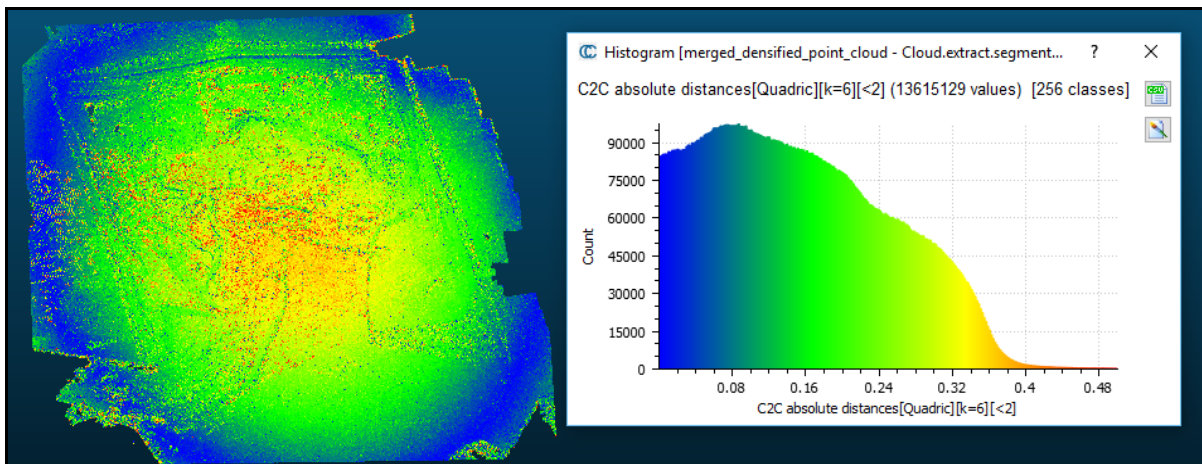 Histogram [merged_densified_point_cloud - Cloud.extract.segment... ? ×
C2C absolute distances[Quadric][k=6][<2] (13615129 values) [256 classes]
CSV
90000
75000
60000
45000
30000
15000
0
Count
0.08 0.16 0.24 0.32 0.4 0.48
C2C absolute distances[Quadric][k=6][<2]